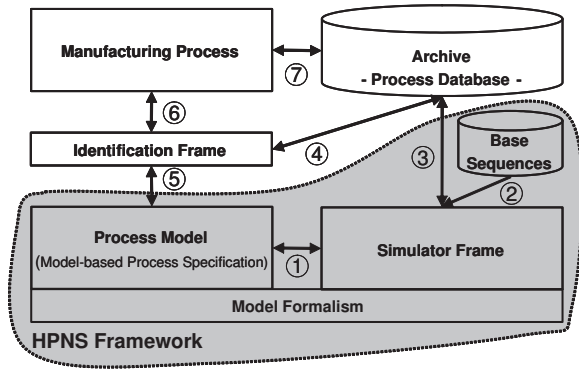 Manufacturing Process
Archive
- Process Database -
⑦
⑥
Identification Frame
④
③
Base
Sequences
②
⑤
Process Model
(Model-based Process Specification)
①
Simulator Frame
Model Formalism
HPNS Framework